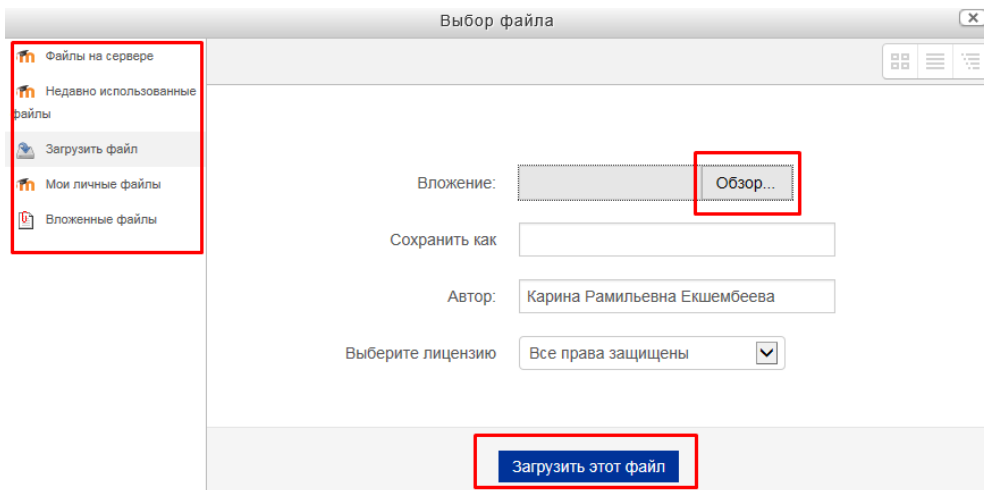 Выбор файла
Файлы на сервере
Недавно использованные
файлы
Загрузить файл
Мои личные файлы
Вложенные файлы
Вложение:
Обзор...
Сохранить как
Автор:
Карина Рамильевна Екшембеева
Выберите лицензию
Все права защищены
Загрузить этот файл